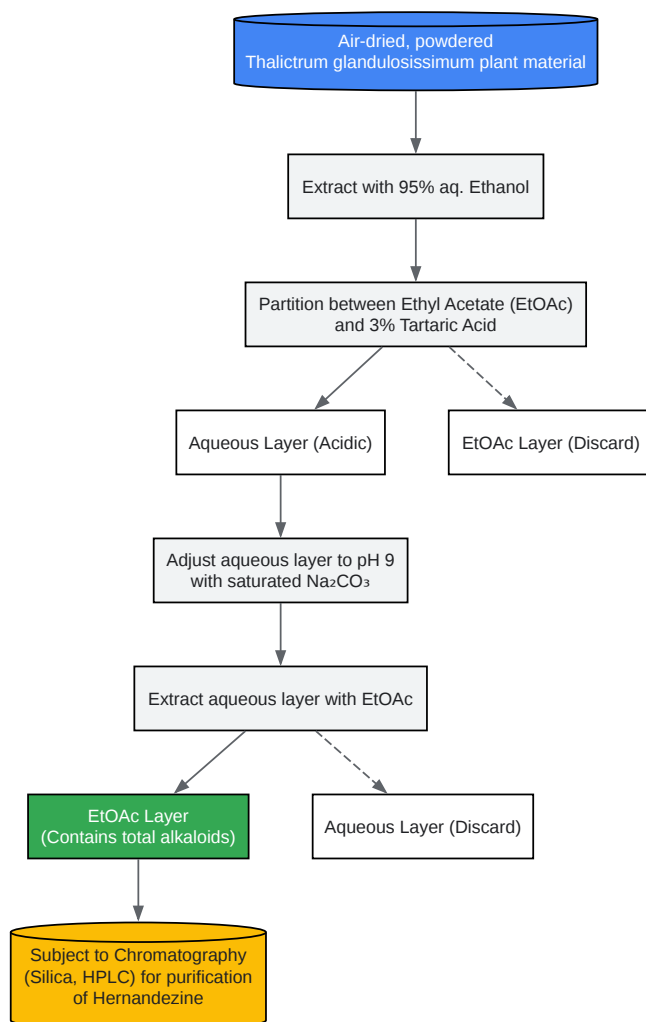 Air-dried, powdered
Thalictrum glandulosissimum plant material
Extract with 95% aq. Ethanol
Partition between Ethyl Acetate (EtOAc)
and 3% Tartaric Acid
Aqueous Layer (Acidic)
EtOAc Layer (Discard)
Adjust aqueous layer to pH 9
with saturated Na₂CO₃
Extract aqueous layer with EtOAc
EtOAc Layer
(Contains total alkaloids)
Aqueous Layer (Discard)
Subject to Chromatography
(Silica, HPLC) for purification
of Hernandezine